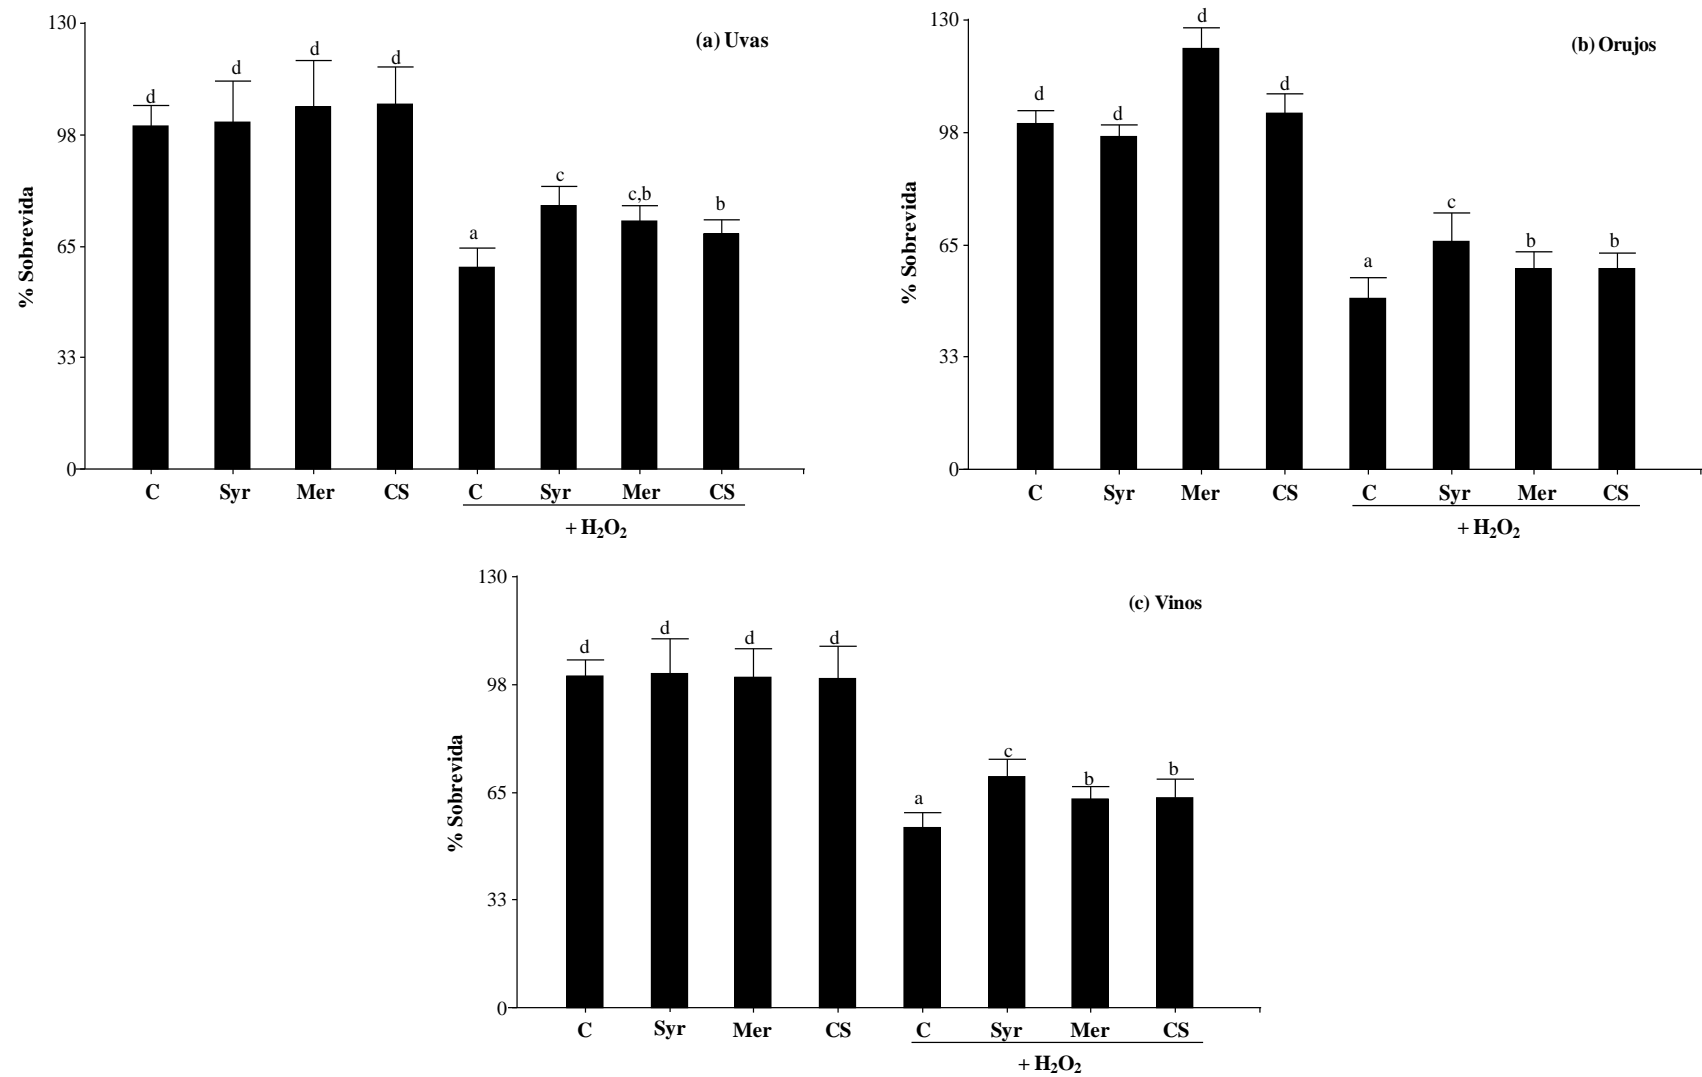 130
(a) Uvas
d
d
d
d
98
% Sobrevida
c
c,b
b
a
65
33
0
C Syr Mer CS C Syr Mer CS
+ H₂O₂
130
(b) Orujos
d
d
d
d
98
% Sobrevida
c
b
b
a
65
33
0
C Syr Mer CS C Syr Mer CS
+ H₂O₂
130
(c) Vinos
d
d
d
d
98
% Sobrevida
c
b
b
a
65
33
0
C Syr Mer CS C Syr Mer CS
+ H₂O₂